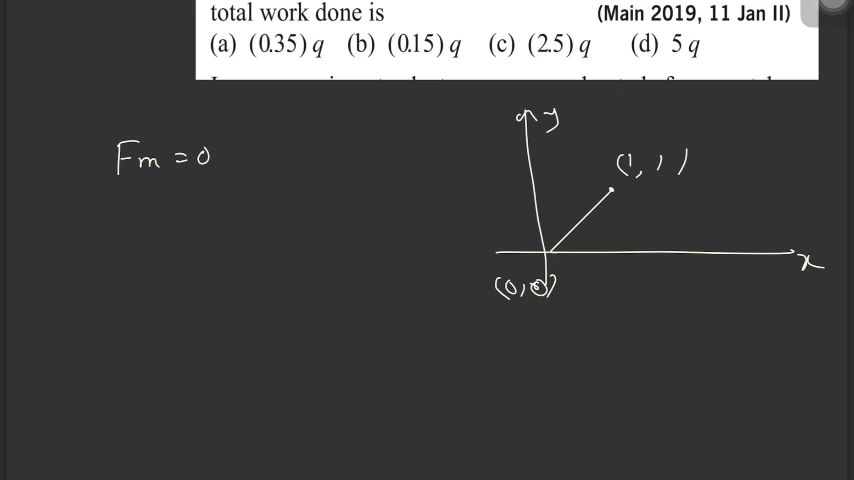 total work done is (Main 2019, 11 Jan II)
(a) (0.35) q (b) (0.15) q (c) (2.5) q (d) 5 q
y
Fm = 0
(1, 1)
x
(0,0)